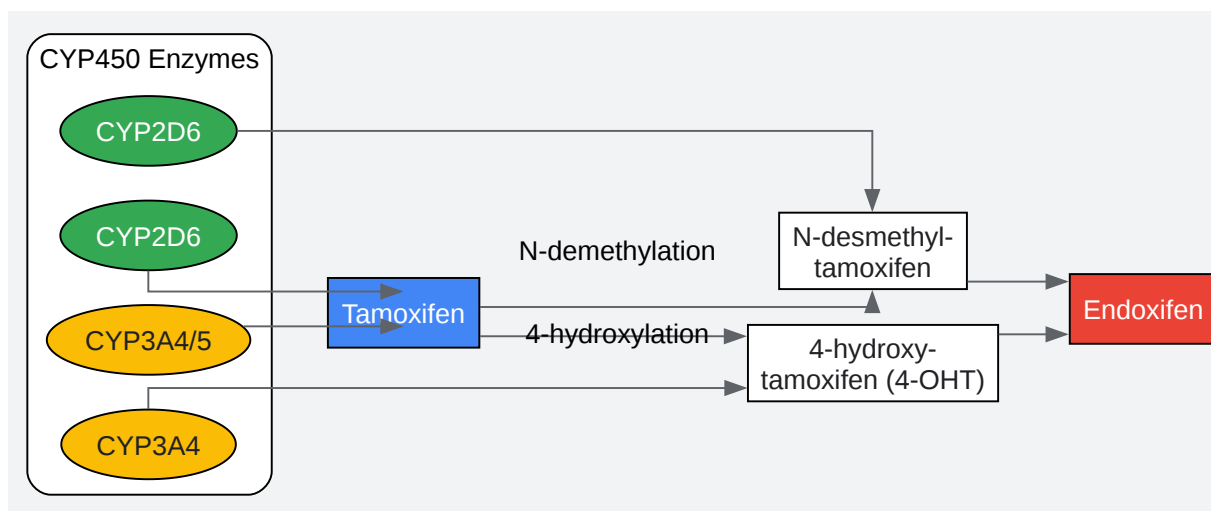 CYP450 Enzymes
CYP2D6
CYP2D6
CYP3A4/5
CYP3A4
Tamoxifen
N-demethylation
4-hydroxylation
N-desmethyl-
tamoxifen
4-hydroxy-
tamoxifen (4-OHT)
Endoxifen